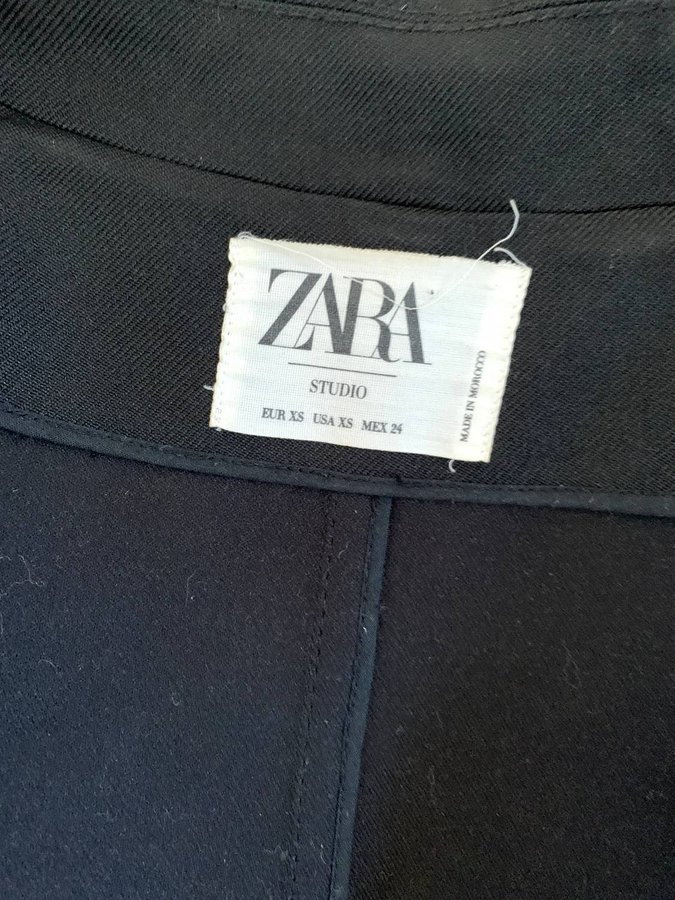 ZARA
STUDIO
EUR XS USA XS MEX 24
MADE IN MOROCCO